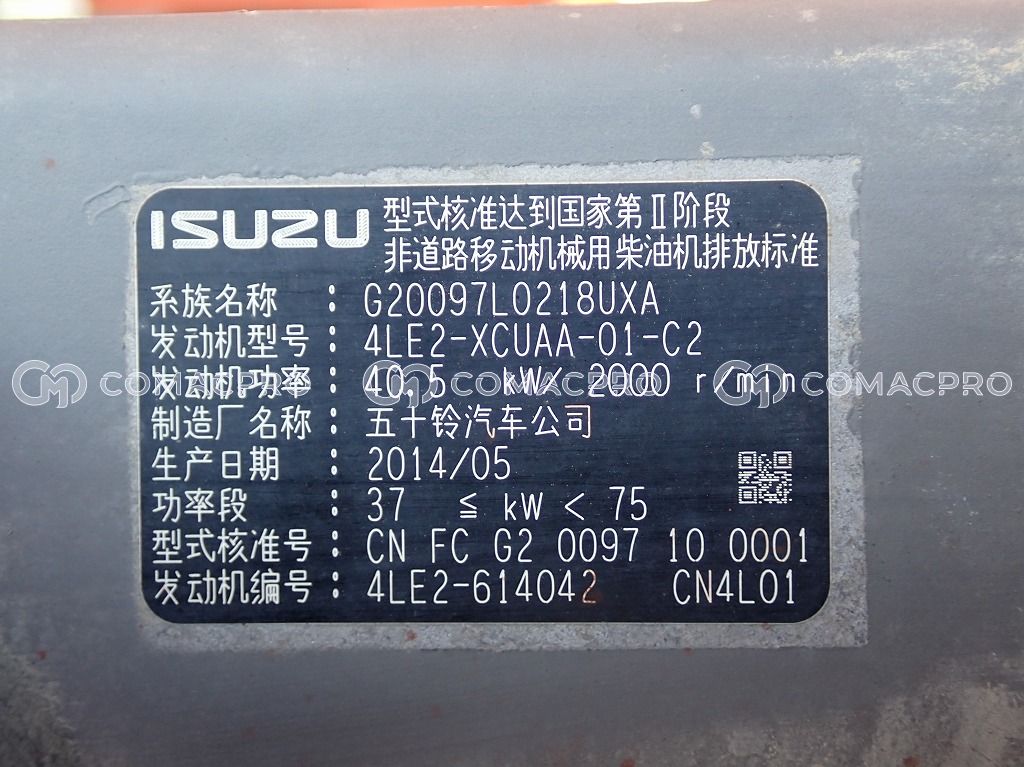 ISUZU 型式核准达到国家第Ⅱ阶段
非道路移动机械用柴油机排放标准
系族名称 : G20097L0218UXA
发动机型号 : 4LE2-XCUAA-01-C2
发动机功率 : 40.5 kW/ 2000 r/min
COMACPRO COMACPRO COMACPRO
制造厂名称 : 五十铃汽车公司
生产日期 : 2014/05
功率段 : 37 ≦ kW < 75
型式核准号 : CN FC G2 0097 10 0001
发动机编号 : 4LE2-614042 CN4L01